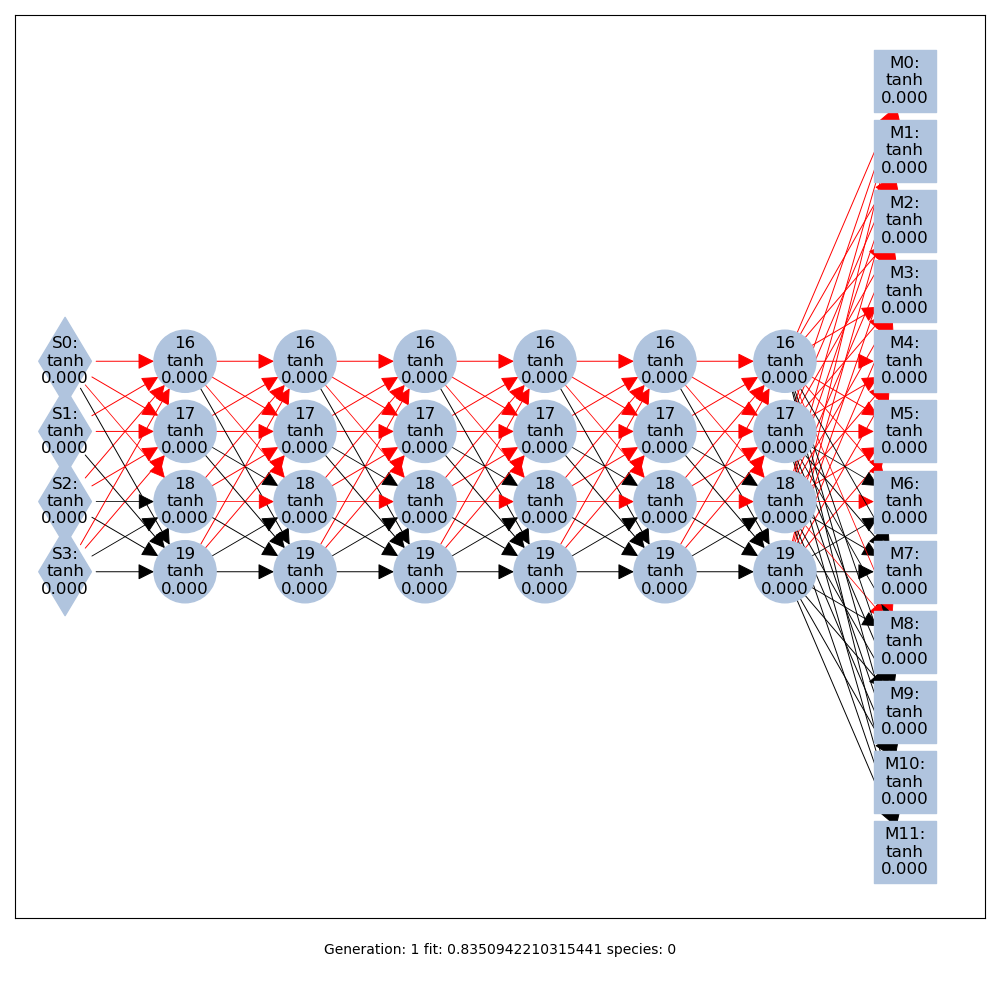 M0:
tanh
0.000
M1:
tanh
0.000
M2:
tanh
0.000
M3:
tanh
0.000
S0:
tanh
0.000
16
tanh
0.000
16
tanh
0.000
16
tanh
0.000
16
tanh
0.000
16
tanh
0.000
16
tanh
0.000
M4:
tanh
0.000
S1:
tanh
0.000
17
tanh
0.000
17
tanh
0.000
17
tanh
0.000
17
tanh
0.000
17
tanh
0.000
17
tanh
0.000
M5:
tanh
0.000
S2:
tanh
0.000
18
tanh
0.000
18
tanh
0.000
18
tanh
0.000
18
tanh
0.000
18
tanh
0.000
18
tanh
0.000
M6:
tanh
0.000
S3:
tanh
0.000
19
tanh
0.000
19
tanh
0.000
19
tanh
0.000
19
tanh
0.000
19
tanh
0.000
19
tanh
0.000
M7:
tanh
0.000
M8:
tanh
0.000
M9:
tanh
0.000
M10:
tanh
0.000
M11:
tanh
0.000
Generation: 1 fit: 0.8350942210315441 species: 0